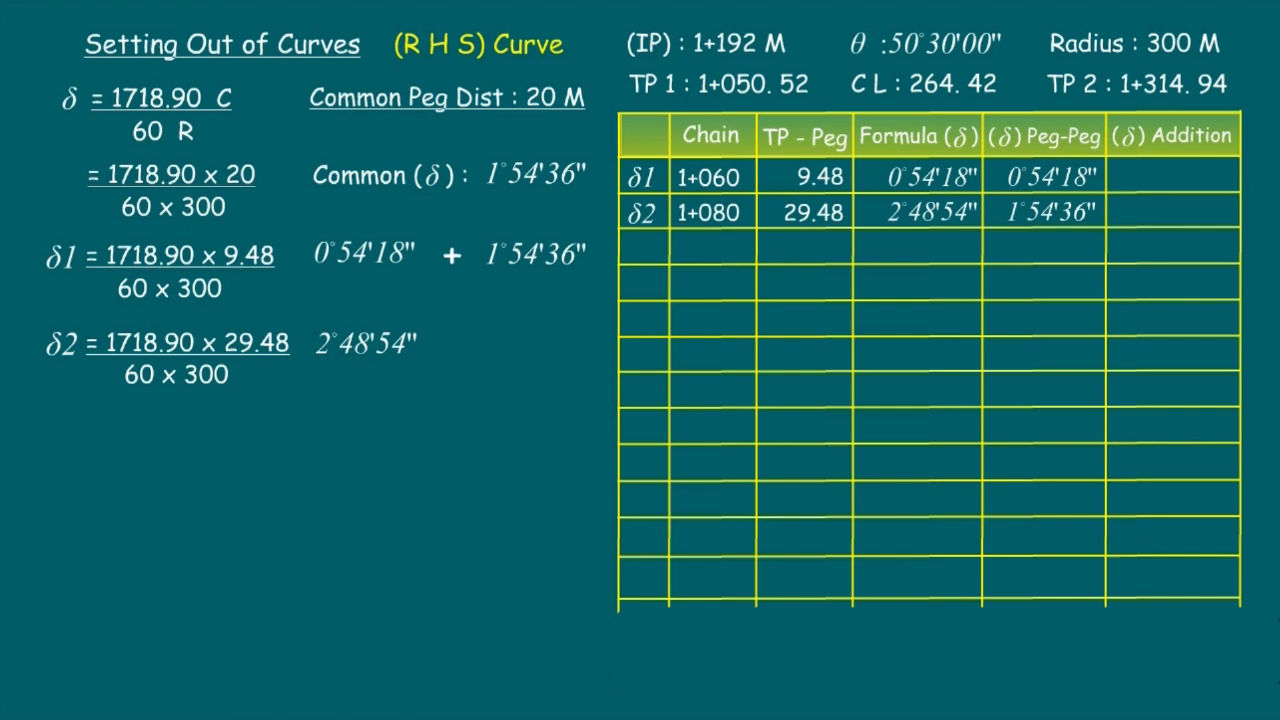 Setting Out of Curves (R H S) Curve
δ = 1718.90 C
60 R
Common Peg Dist : 20 M
= 1718.90 x 20
60 x 300
Common (δ) : 1°54'36"
δ1 = 1718.90 x 9.48
60 x 300
0°54'18" + 1°54'36"
δ2 = 1718.90 x 29.48
60 x 300
2°48'54"
(IP) : 1+192 M θ :50°30'00" Radius : 300 M
TP 1 : 1+050. 52 C L : 264. 42 TP 2 : 1+314. 94
Chain TP - Peg Formula (δ) (δ) Peg-Peg (δ) Addition
δ1 1+060 9.48 0°54'18" 0°54'18"
δ2 1+080 29.48 2°48'54" 1°54'36"